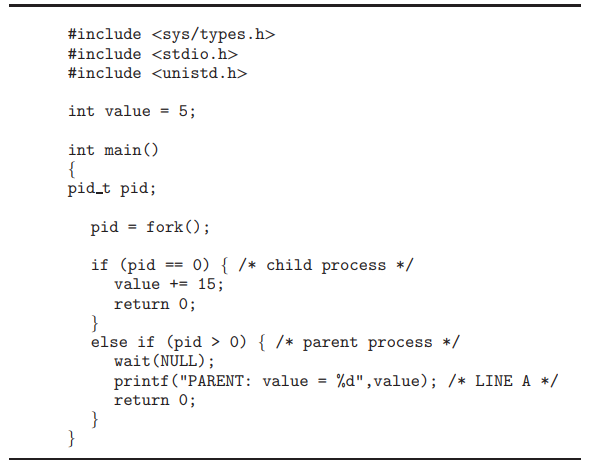 #include <sys/types.h>
#include <stdio.h>
#include <unistd.h>
int value = 5;
int main()
{
pid_t pid;
pid = fork();
if (pid == 0) { /* child process */
value += 15;
return 0;
}
else if (pid > 0) { /* parent process */
wait(NULL);
printf("PARENT: value = %d",value); /* LINE A */
return 0;
}
}